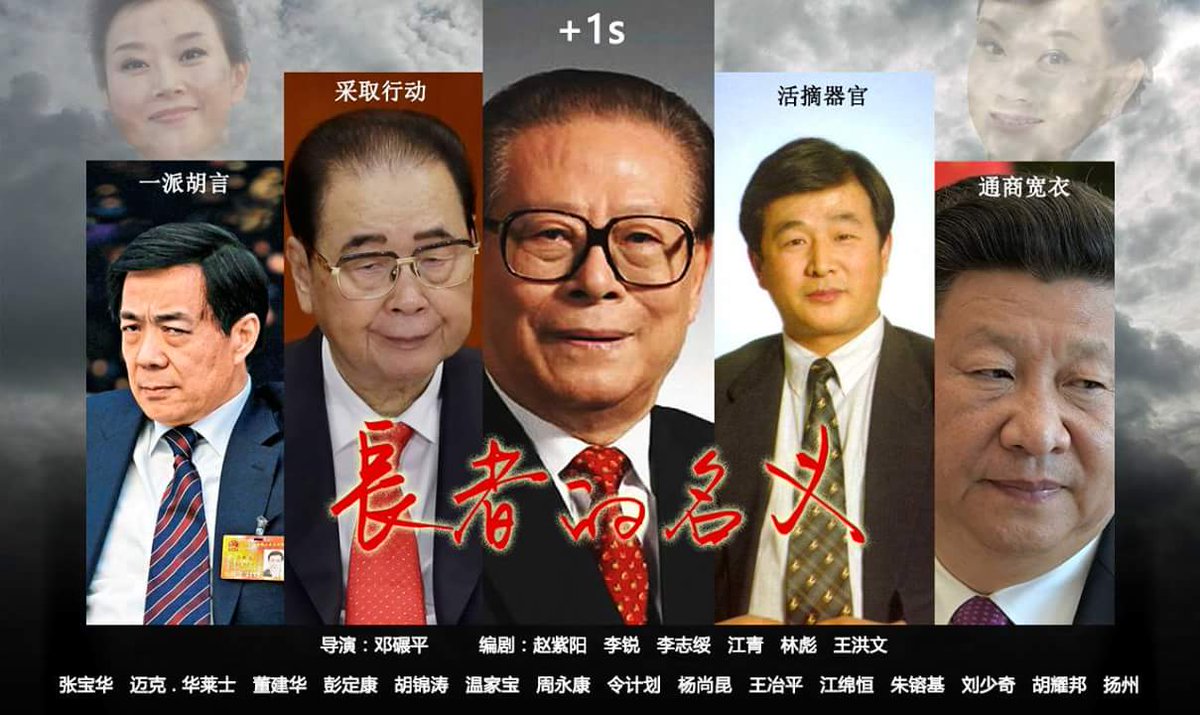 +1s
采取行动
活摘器官
一派胡言
通商宽衣
長者的名义
导演：邓碾平 编剧：赵紫阳 李锐 李志绥 江青 林彪 王洪文
张宝华 迈克.华莱士 董建华 彭定康 胡锦涛 温家宝 周永康 令计划 杨尚昆 王冶平 江绵恒 朱镕基 刘少奇 胡耀邦 扬州